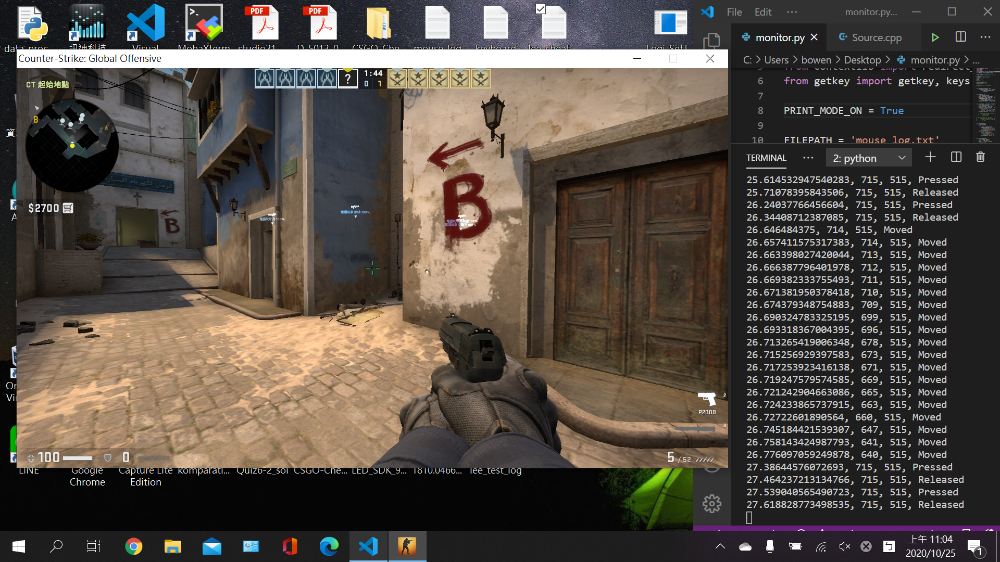 data_proc...
訊連科技
Visual
MobaXterm
studio21...
D-5013-0...
CSGO-Che...
mouse_log
keyboard
lee_cheat
Logi_SetT...
File Edit ··· monitor.py...
monitor.py Source.cpp
C: > Users > bowen > Desktop > monitor.py > ...
6 from getkey import getkey, keys
7
8 PRINT_MODE_ON = True
9
10 FILEPATH = 'mouse_log.txt'
TERMINAL ··· 2: python
25.614532947540283, 715, 515, Pressed
25.71078395843506, 715, 515, Released
26.24037766456604, 715, 515, Pressed
26.34408712387085, 715, 515, Released
26.646484375, 714, 515, Moved
26.657411575317383, 714, 515, Moved
26.663398027420044, 713, 515, Moved
26.666387796401978, 712, 515, Moved
26.669382333755493, 711, 515, Moved
26.671381950378418, 710, 515, Moved
26.674379348754883, 709, 515, Moved
26.690324783325195, 699, 515, Moved
26.693318367004395, 696, 515, Moved
26.713265419006348, 678, 515, Moved
26.715256929397583, 673, 515, Moved
26.717253923416138, 671, 515, Moved
26.719247579574585, 669, 515, Moved
26.721242904663086, 665, 515, Moved
26.724233865737915, 663, 515, Moved
26.72722601890564, 660, 515, Moved
26.745184421539307, 647, 515, Moved
26.758143424987793, 641, 515, Moved
26.776097059249878, 640, 515, Moved
27.38644576072693, 715, 515, Pressed
27.464237213134766, 715, 515, Released
27.539040565490723, 715, 515, Pressed
27.618828773498535, 715, 515, Released
Counter-Strike: Global Offensive
CT 起始地點
B
A
?
1:44
0 1
$2700
B
B
P2000
2
3
100
0
5 / 52
LINE
Google Chrome
Capture Lite Edition
komparati...
Quiz6-2_sol
CSGO-Che...
LED_SDK_9...
1810.0466...
lee_test_log
上午 11:04
2020/10/25
1